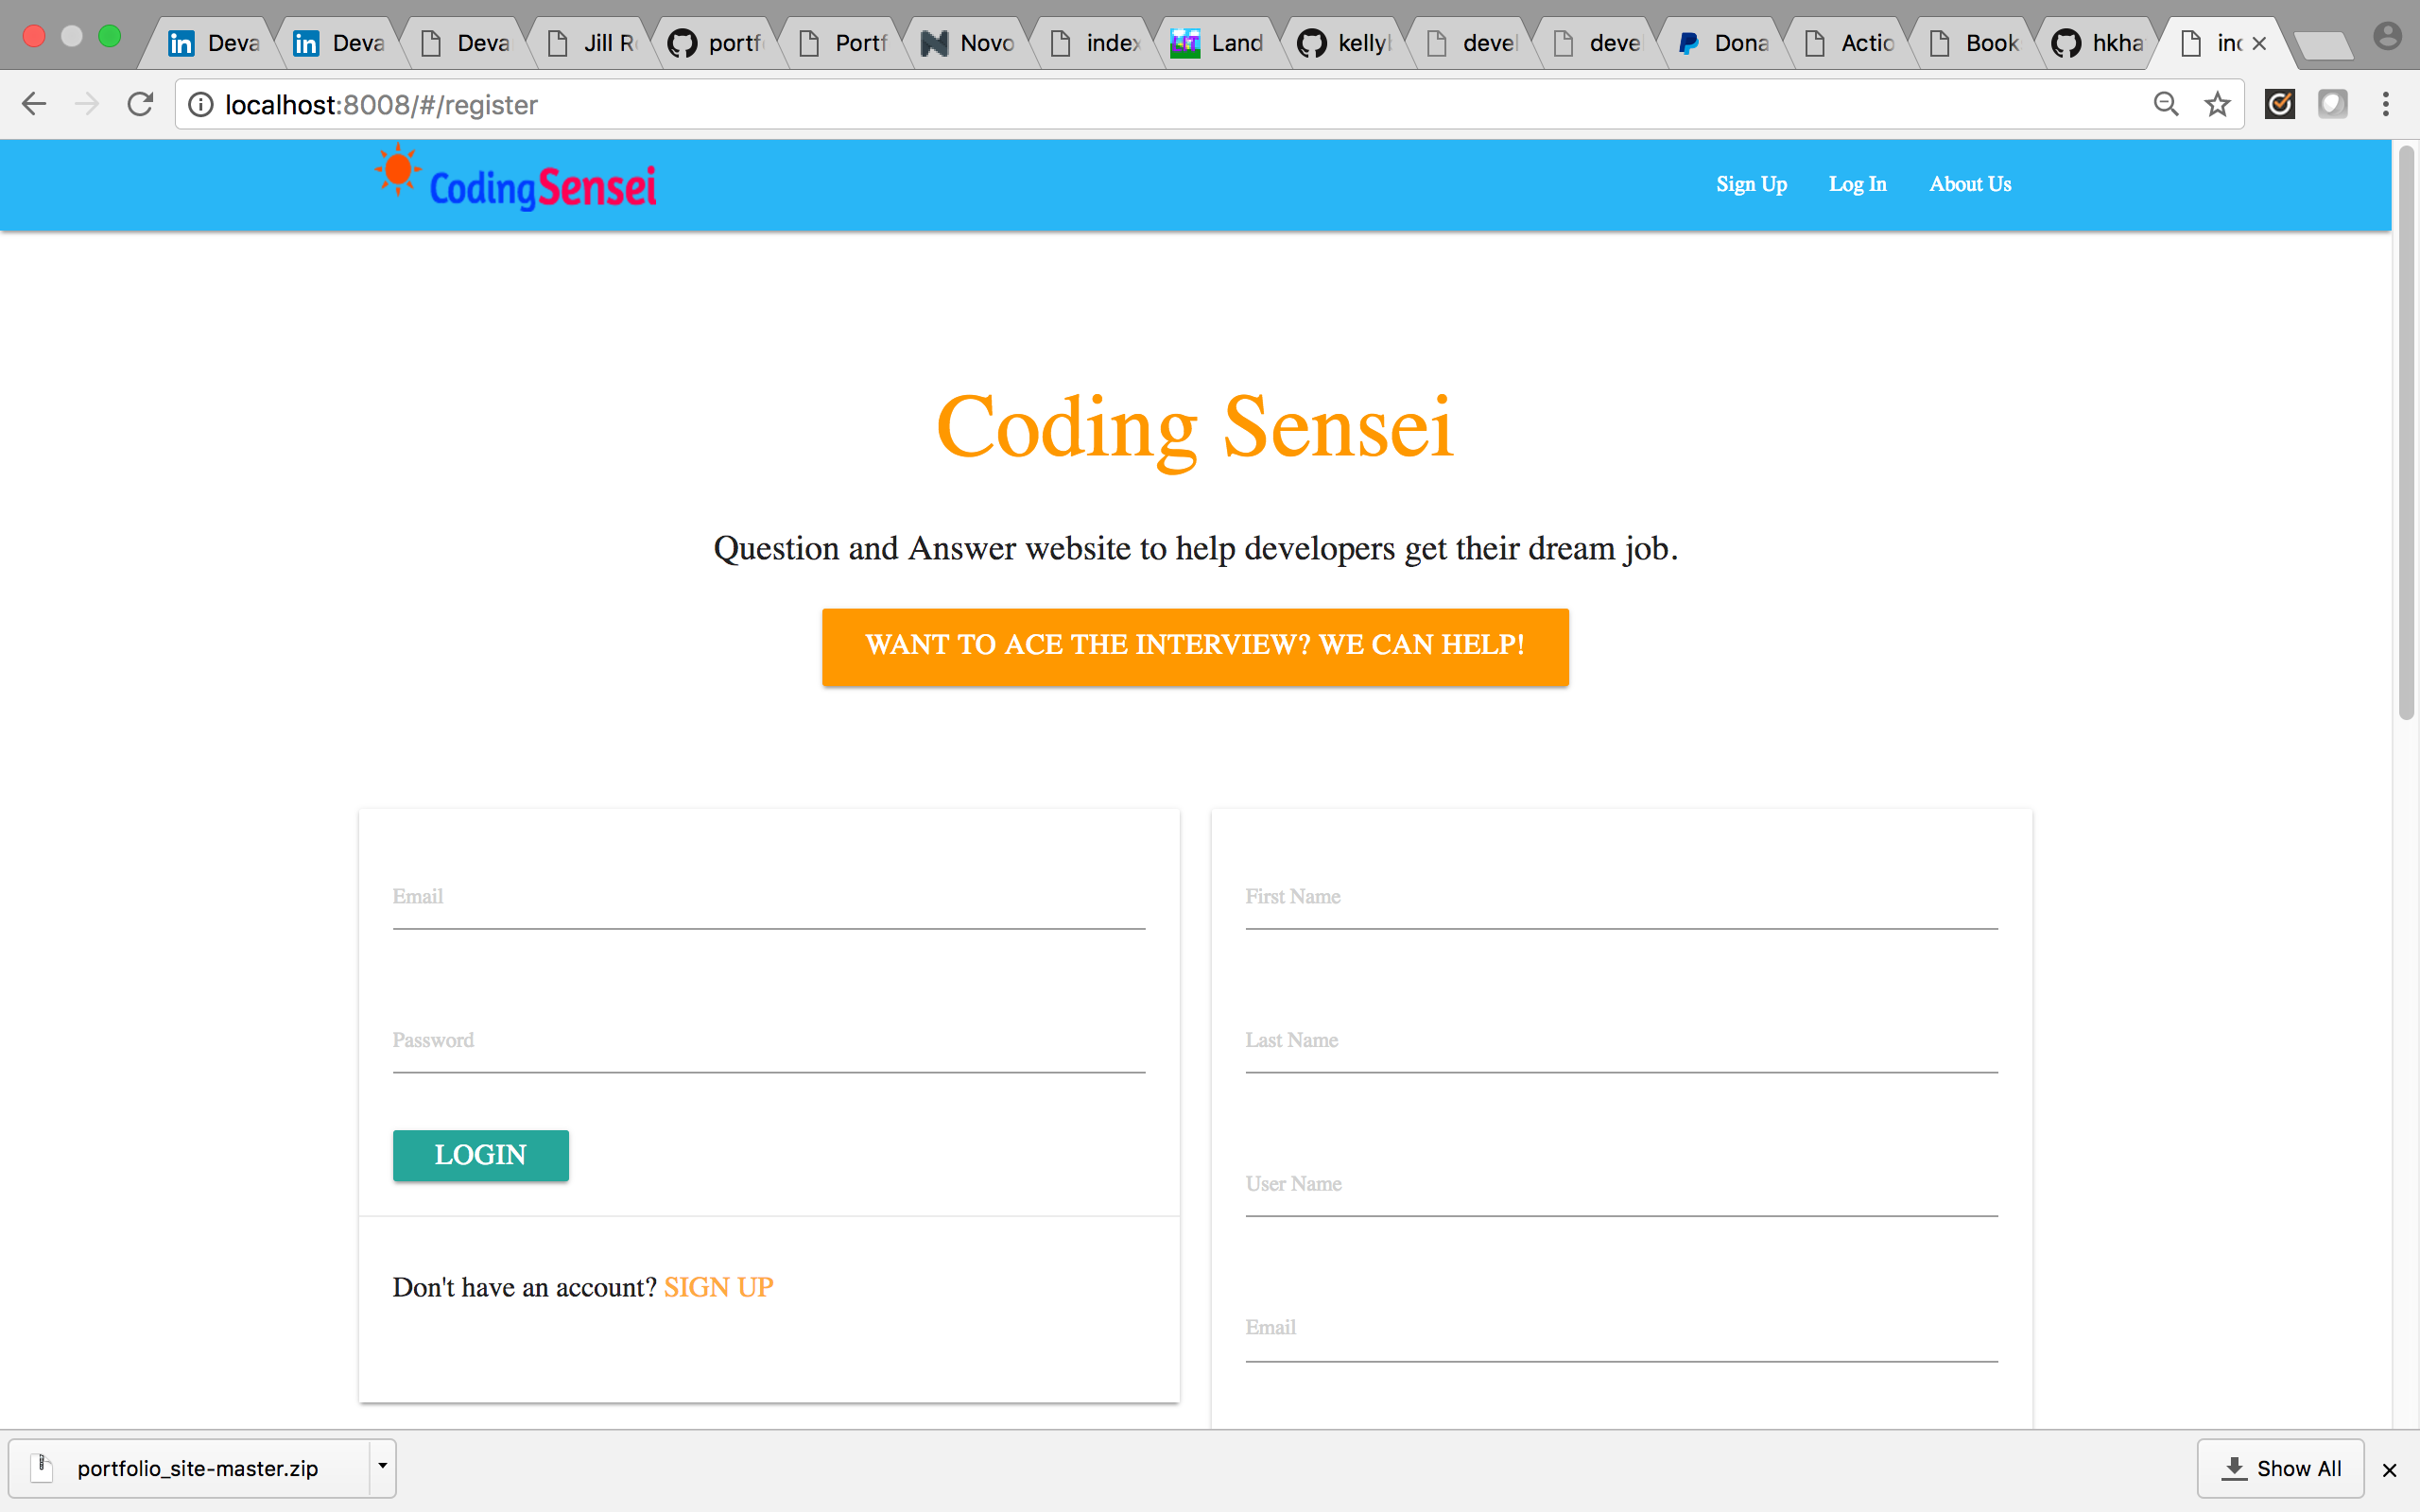 Deva Deva Deva Jill R portf Portf Novo index Land kelly devel deve Dona Actio Book hkha inc
localhost:8008/#/register
CodingSensei Sign Up Log In About Us
Coding Sensei
Question and Answer website to help developers get their dream job.
WANT TO ACE THE INTERVIEW? WE CAN HELP!
Email First Name
Password Last Name
LOGIN
User Name
Don't have an account? SIGN UP
Email
portfolio_site-master.zip Show All